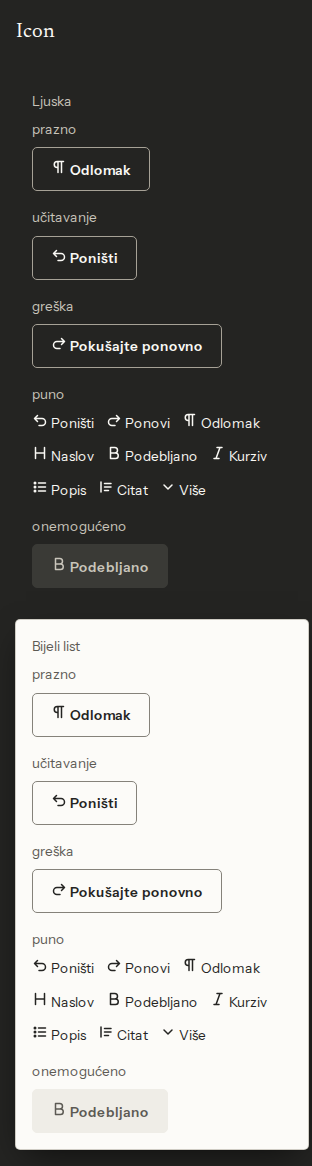 Icon
Ljuska
prazno
Odlomak
učitavanje
Poništi
greška
Pokušajte ponovno
puno
Poništi Ponovi Odlomak
Naslov Podebljano Kurziv
Popis Citat Više
onemogućeno
Podebljano
Bijeli list
prazno
Odlomak
učitavanje
Poništi
greška
Pokušajte ponovno
puno
Poništi Ponovi Odlomak
Naslov Podebljano Kurziv
Popis Citat Više
onemogućeno
Podebljano